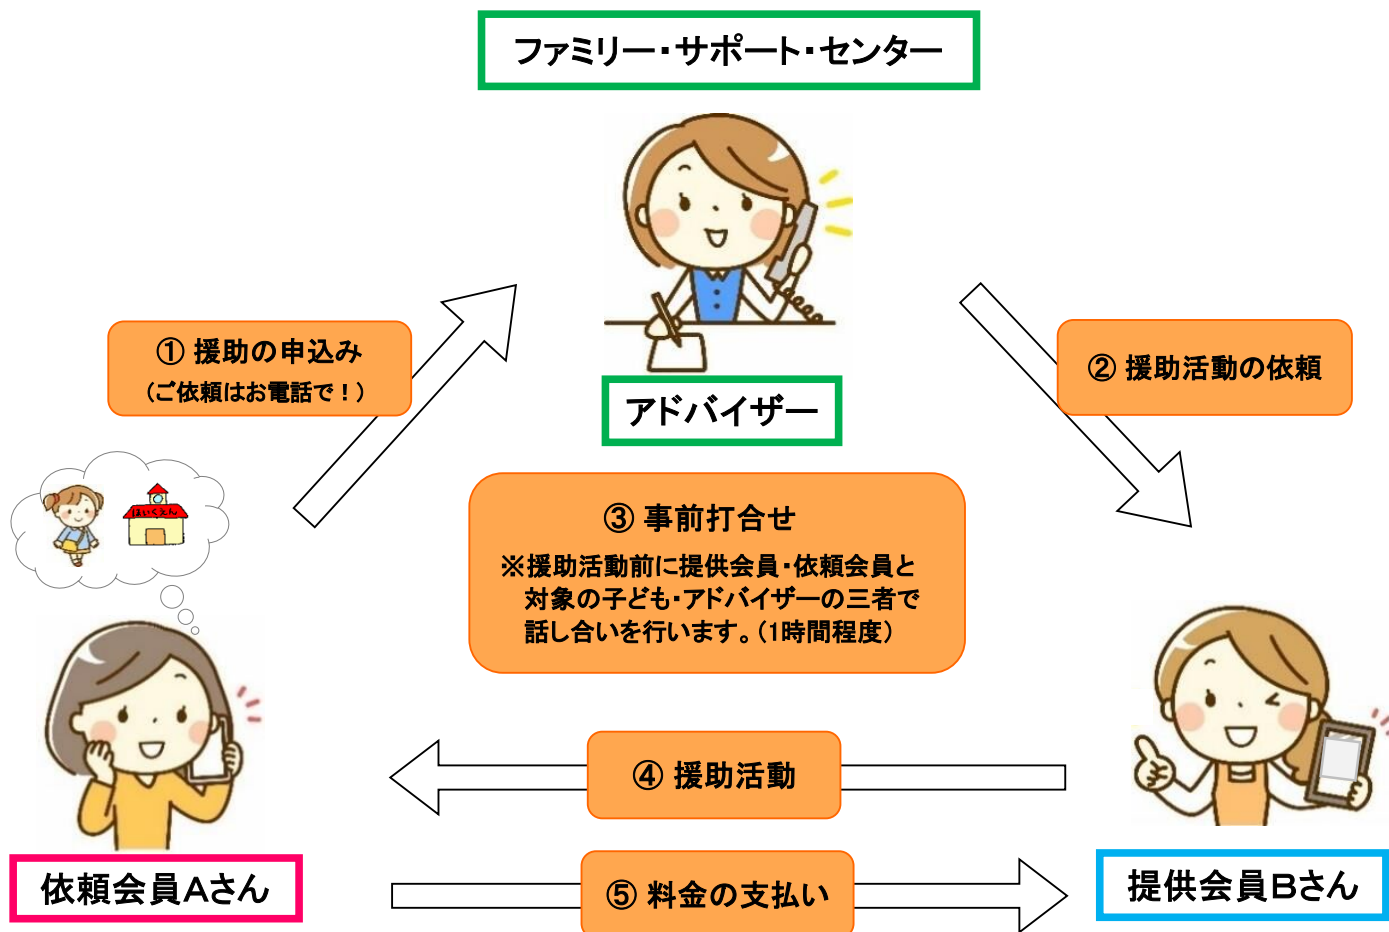 ファミリー・サポート・センター
① 援助の申込み
(ご依頼はお電話で！)
② 援助活動の依頼
アドバイザー
ほいくえん
③ 事前打合せ
※援助活動前に提供会員・依頼会員と
対象の子ども・アドバイザーの三者で
話し合いを行います。(1時間程度)
④ 援助活動
⑤ 料金の支払い
依頼会員Aさん
提供会員Bさん